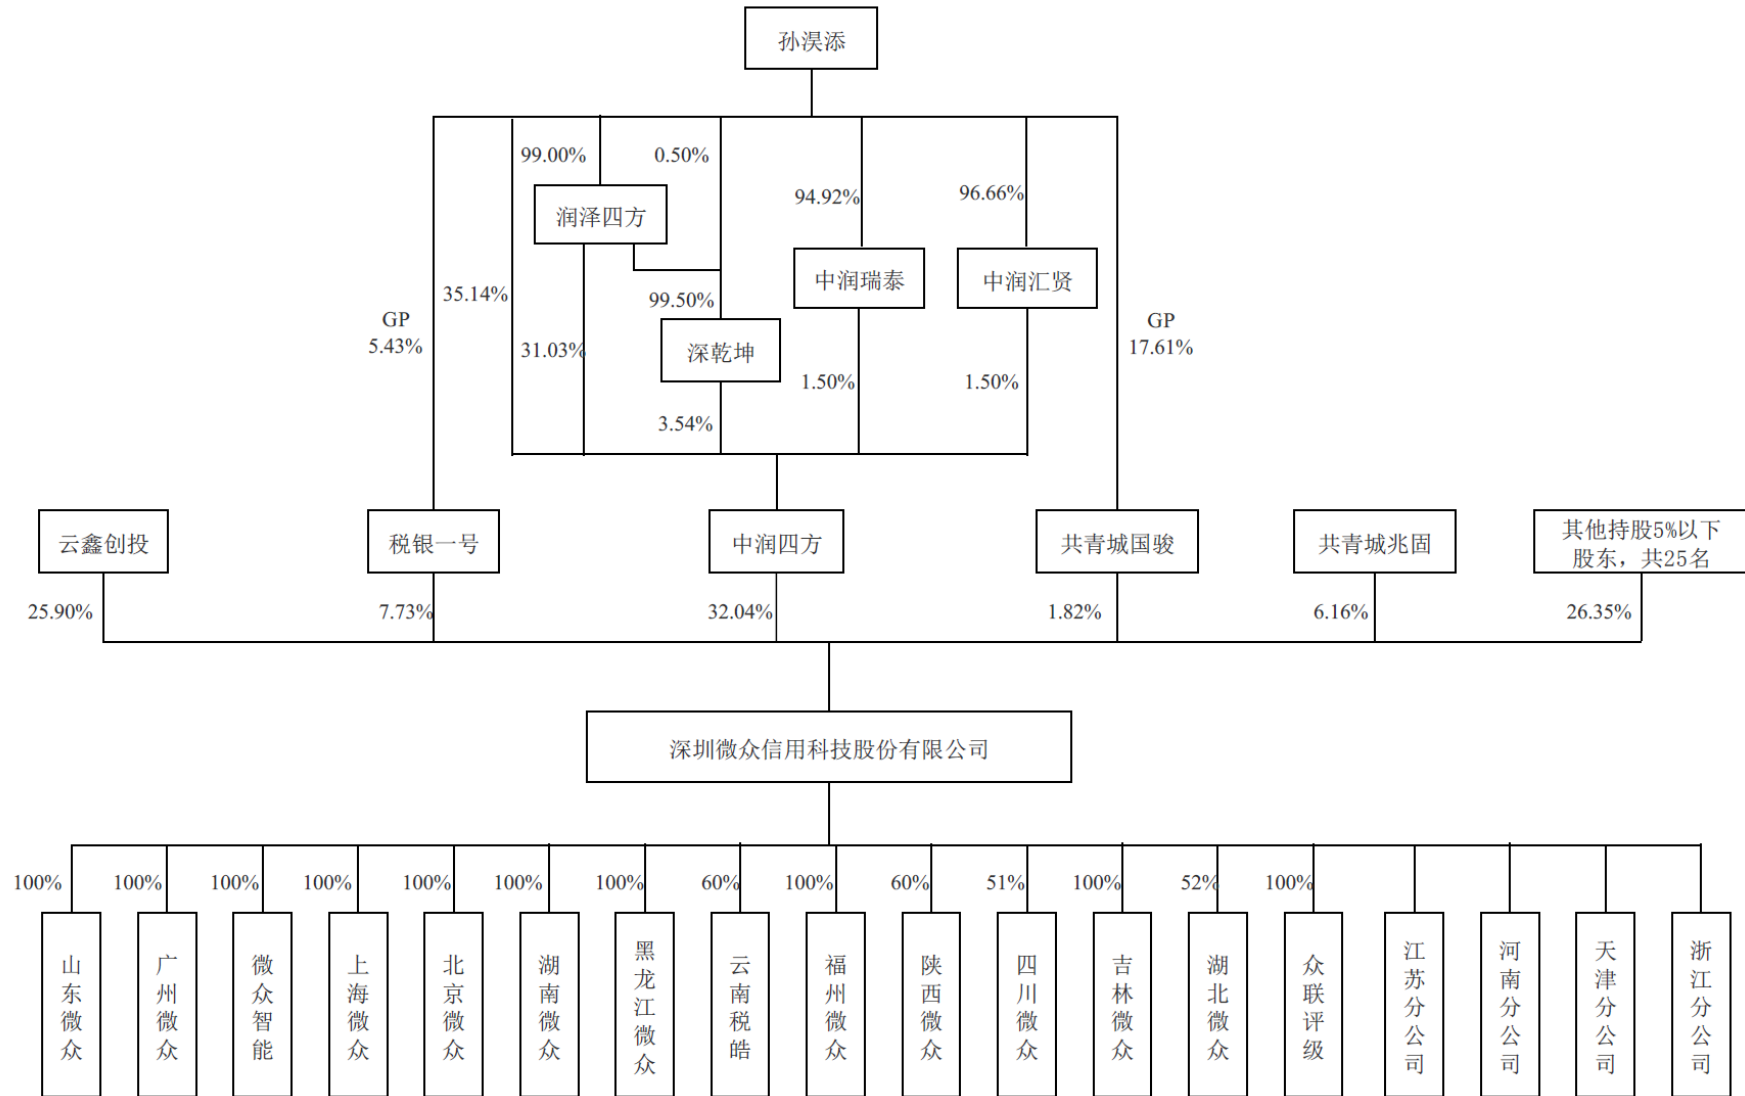 孙淏添
99.00%
0.50%
94.92%
96.66%
润泽四方
中润瑞泰
中润汇贤
35.14%
99.50%
GP
5.43%
GP
17.61%
31.03%
深乾坤
1.50%
1.50%
3.54%
云鑫创投
税银一号
中润四方
共青城国骏
共青城兆固
其他持股5%以下
股东，共25名
25.90%
7.73%
32.04%
1.82%
6.16%
26.35%
深圳微众信用科技股份有限公司
100%
100%
100%
100%
100%
100%
100%
60%
100%
60%
51%
100%
52%
100%
山东微众
广州微众
微众智能
上海微众
北京微众
湖南微众
黑龙江微众
云南税皓
福州微众
陕西微众
四川微众
吉林微众
湖北微众
众联评级
江苏分公司
河南分公司
天津分公司
浙江分公司